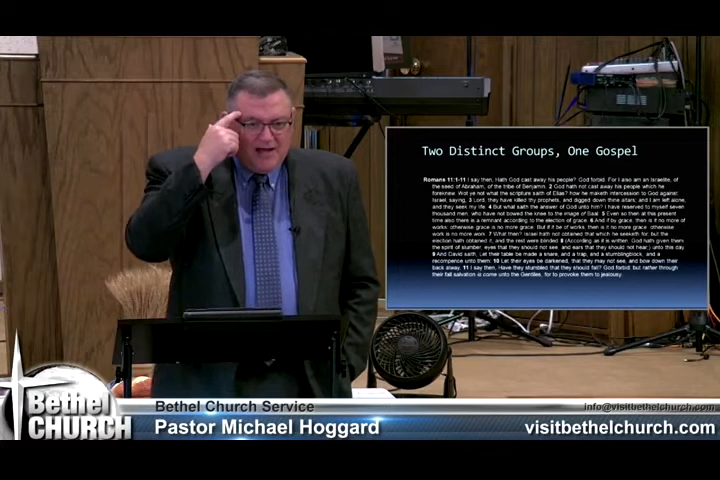 Two Distinct Groups, One Gospel
Romans 11:1-11 I say then, Hath God cast away his people? God forbid. For I also am an Israelite, of
the seed of Abraham, of the tribe of Benjamin. 2 God hath not cast away his people which he
foreknew. Wot ye not what the scripture saith of Elias? how he maketh intercession to God against
Israel, saying, 3 Lord, they have killed thy prophets, and digged down thine altars; and I am left alone,
and they seek my life. 4 But what saith the answer of God unto him? I have reserved to myself seven
thousand men, who have not bowed the knee to the image of Baal. 5 Even so then at this present
time also there is a remnant according to the election of grace. 6 And if by grace, then is it no more of
works: otherwise grace is no more grace. But if it be of works, then is it no more grace: otherwise
work is no more work. 7 What then? Israel hath not obtained that which he seeketh for; but the
election hath obtained it, and the rest were blinded 8 (According as it is written, God hath given them
the spirit of slumber, eyes that they should not see, and ears that they should not hear;) unto this day.
9 And David saith, Let their table be made a snare, and a trap, and a stumblingblock, and a
recompence unto them: 10 Let their eyes be darkened, that they may not see, and bow down their
back alway. 11 I say then, Have they stumbled that they should fall? God forbid: but rather through
their fall salvation is come unto the Gentiles, for to provoke them to jealousy.
Bethel
CHURCH
Bethel Church Service
info@visitbethelchurch.com
Pastor Michael Hoggard
visitbethelchurch.com